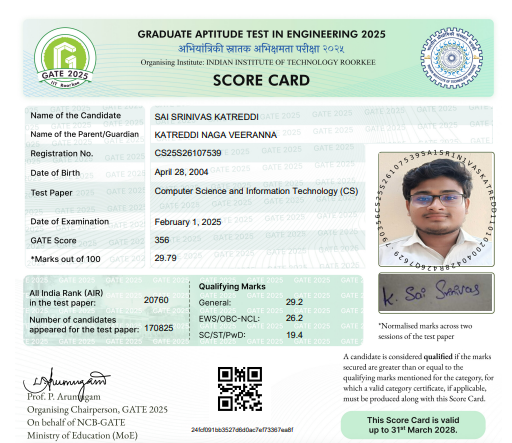 GRADUATE APTITUDE TEST IN ENGINEERING 2025
अभियांत्रिकी स्नातक अभिक्षमता परीक्षा २०२५
Organising Institute: INDIAN INSTITUTE OF TECHNOLOGY ROORKEE
SCORE CARD
GATE 2025
IIT Roorkee
Name of the Candidate SAI SRINIVAS KATREDDI
Name of the Parent/Guardian KATREDDI NAGA VEERANNA
Registration No. CS25S26107539
Date of Birth April 28, 2004
Test Paper Computer Science and Information Technology (CS)
Date of Examination February 1, 2025
GATE Score 356
*Marks out of 100 29.79
All India Rank (AIR)
in the test paper: 20760
Number of candidates
appeared for the test paper: 170825
Qualifying Marks
General: 29.2
EWS/OBC-NCL: 26.2
SC/ST/PwD: 19.4
K. Sai Srinivas
*Normalised marks across two
sessions of the test paper
A candidate is considered qualified if the marks
secured are greater than or equal to the
qualifying marks mentioned for the category, for
which a valid category certificate, if applicable,
must be produced along with this Score Card.
Prof. P. Arumugam
Organising Chairperson, GATE 2025
On behalf of NCB-GATE
Ministry of Education (MoE)
24fcf091bb3527d6d0ac7ef73367ee8f
This Score Card is valid
up to 31st March 2028.